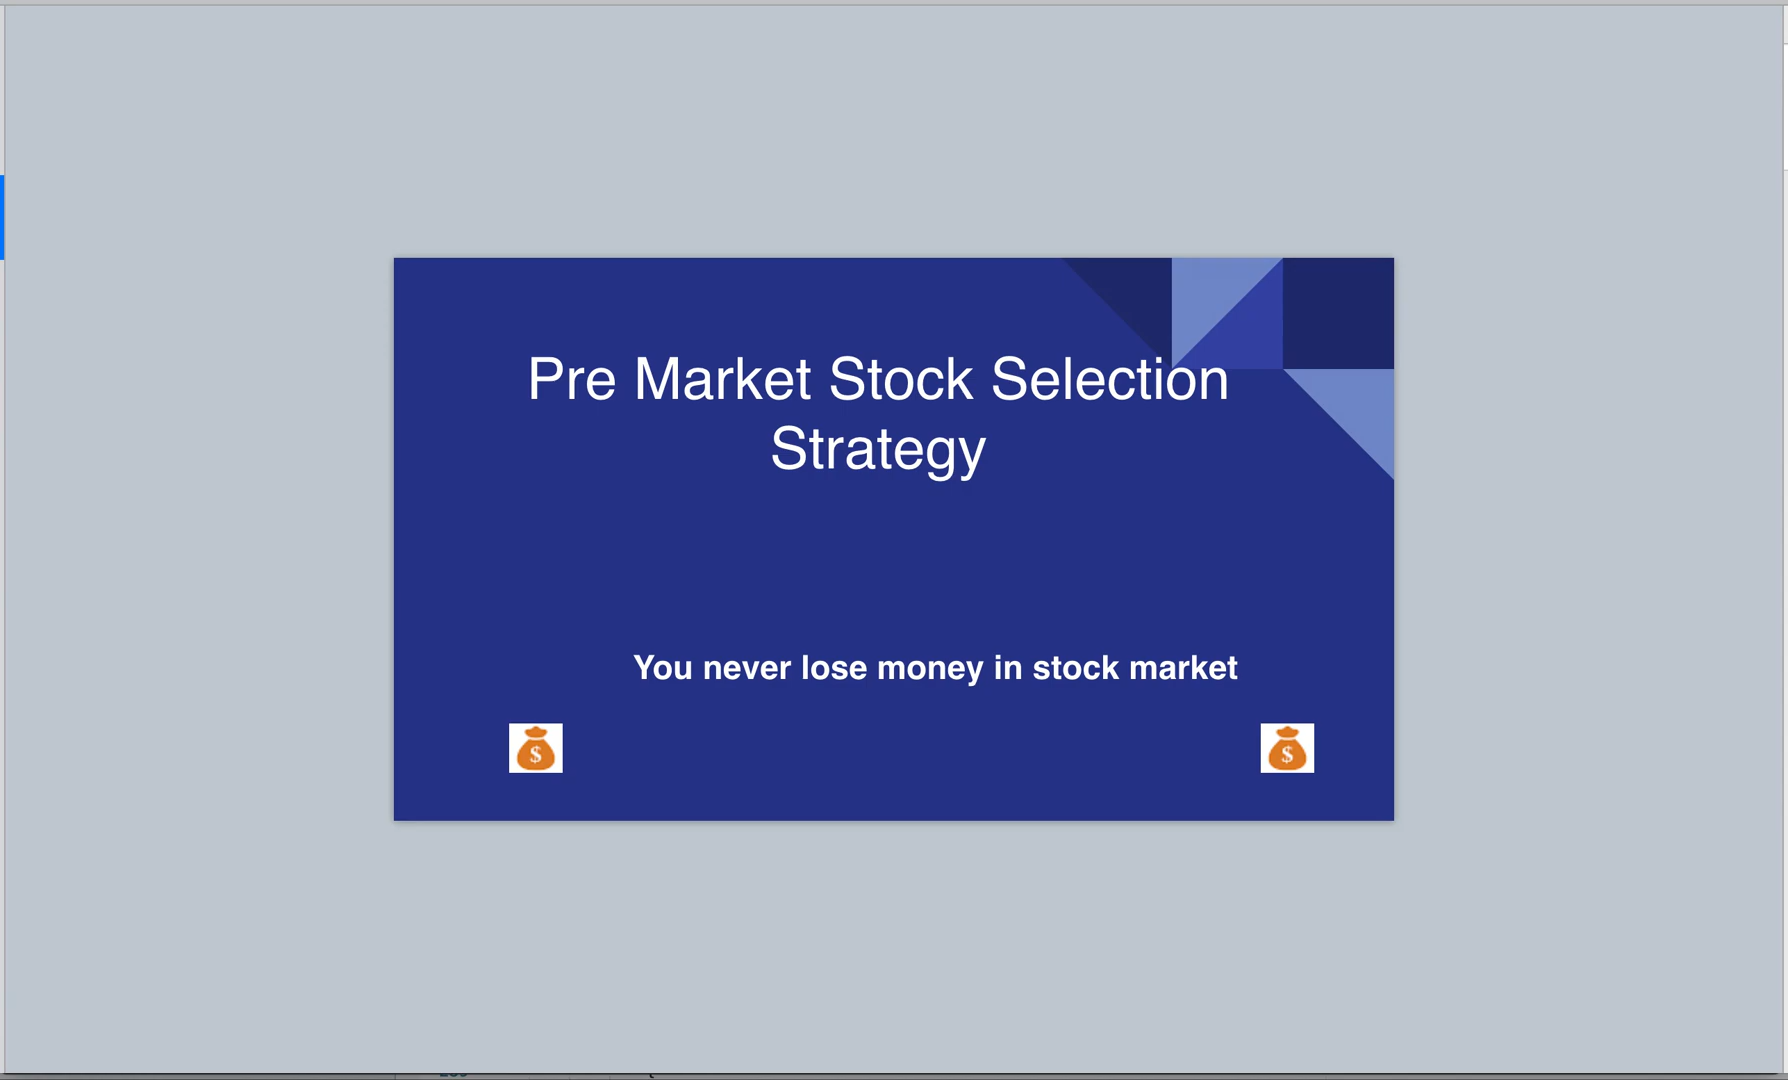 Pre Market Stock Selection
Strategy
You never lose money in stock market
$
$